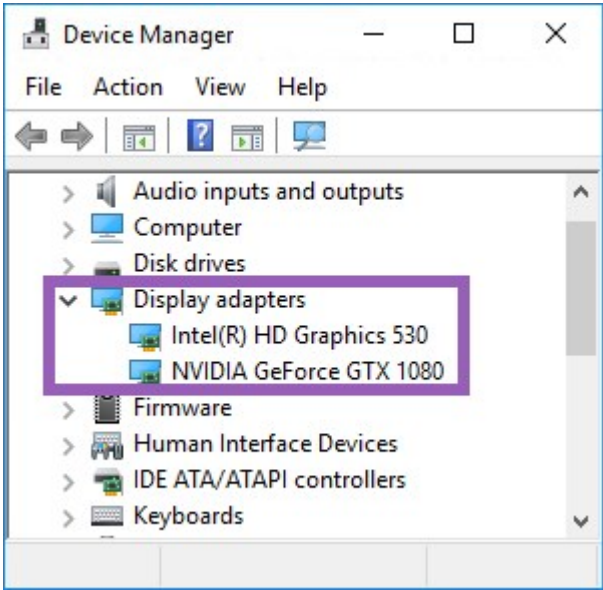 Device Manager
File Action View Help
Audio inputs and outputs
Computer
Disk drives
Display adapters
Intel(R) HD Graphics 530
NVIDIA GeForce GTX 1080
Firmware
Human Interface Devices
IDE ATA/ATAPI controllers
Keyboards